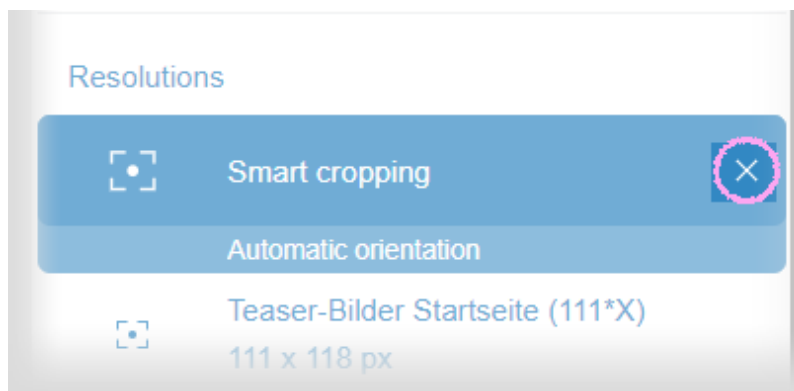 Resolutions
Smart cropping
Automatic orientation
Teaser-Bilder Startseite (111*X)
111 x 118 px